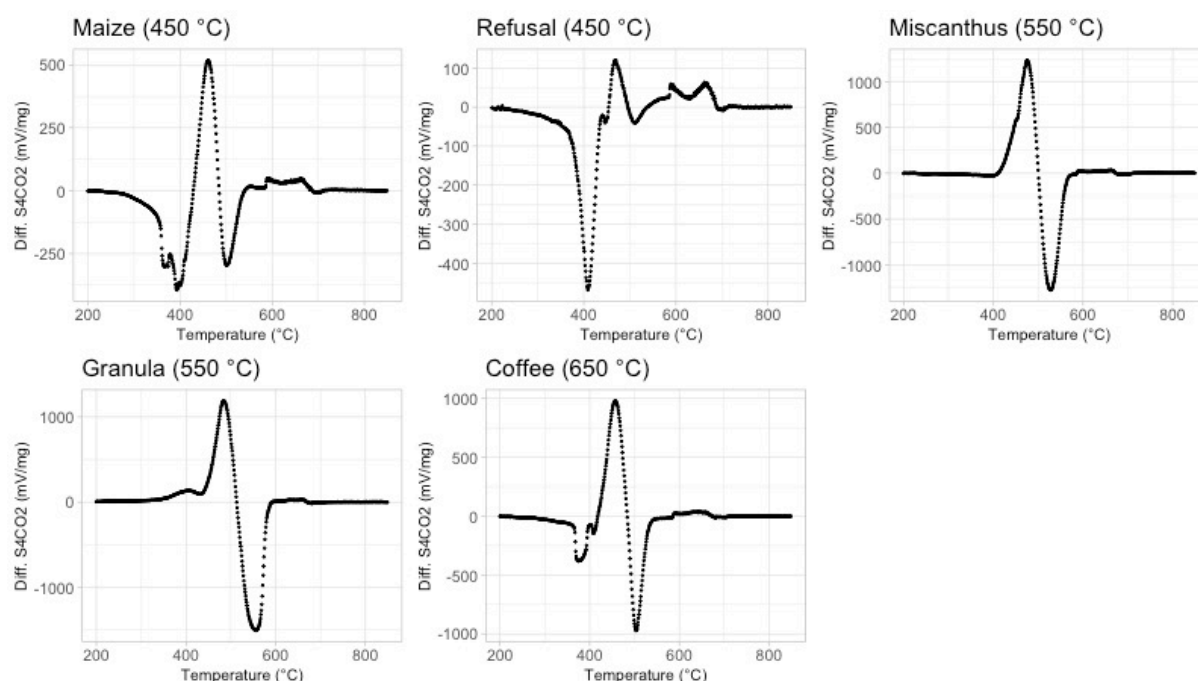 Maize (450 °C)
Diff. S4CO2 (mV/mg)
500
250
0
-250
200 400 600 800
Temperature (°C)
Refusal (450 °C)
Diff. S4CO2 (mV/mg)
100
0
-100
-200
-300
-400
200 400 600 800
Temperature (°C)
Miscanthus (550 °C)
Diff. S4CO2 (mV/mg)
1000
500
0
-500
-1000
200 400 600 800
Temperature (°C)
Granula (550 °C)
Diff. S4CO2 (mV/mg)
1000
0
-1000
200 400 600 800
Temperature (°C)
Coffee (650 °C)
Diff. S4CO2 (mV/mg)
1000
500
0
-500
-1000
200 400 600 800
Temperature (°C)